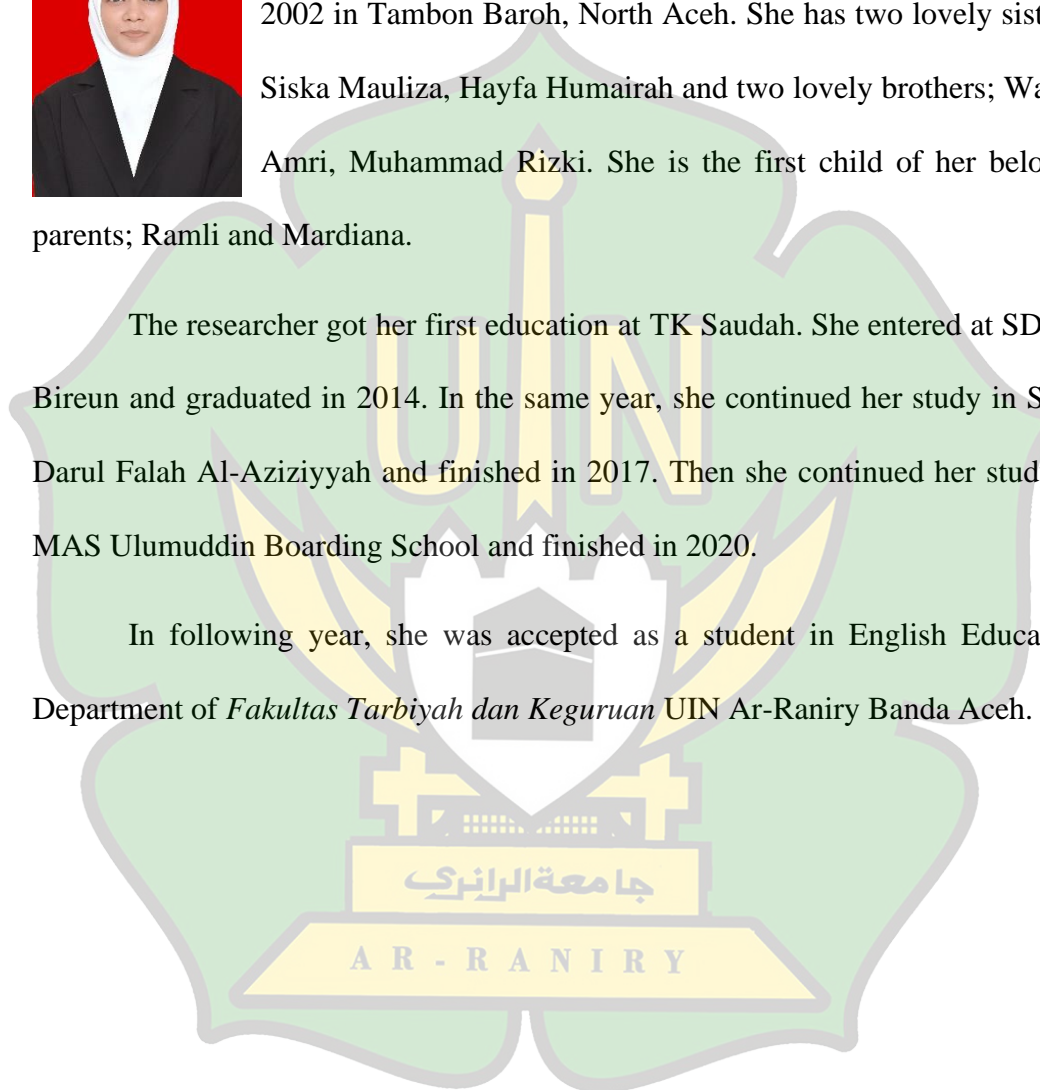 2002 in Tambon Baroh, North Aceh. She has two lovely
Siska Mauliza, Hayfa Humairah and two lovely brothers;
Amri, Muhammad Rizki. She is the first child of her
parents; Ramli and Mardiana.
The researcher got her first education at TK Saudah. She entered at SD
Bireun and graduated in 2014. In the same year, she continued her study in
Darul Falah Al-Aziziyyah and finished in 2017. Then she continued her
MAS Ulumuddin Boarding School and finished in 2020.
In following year, she was accepted as a student in English
Department of Fakultas Tarbiyah dan Keguruan UIN Ar-Raniry Banda Aceh.
UIN
جامعة الرانري
AR-RANIRY